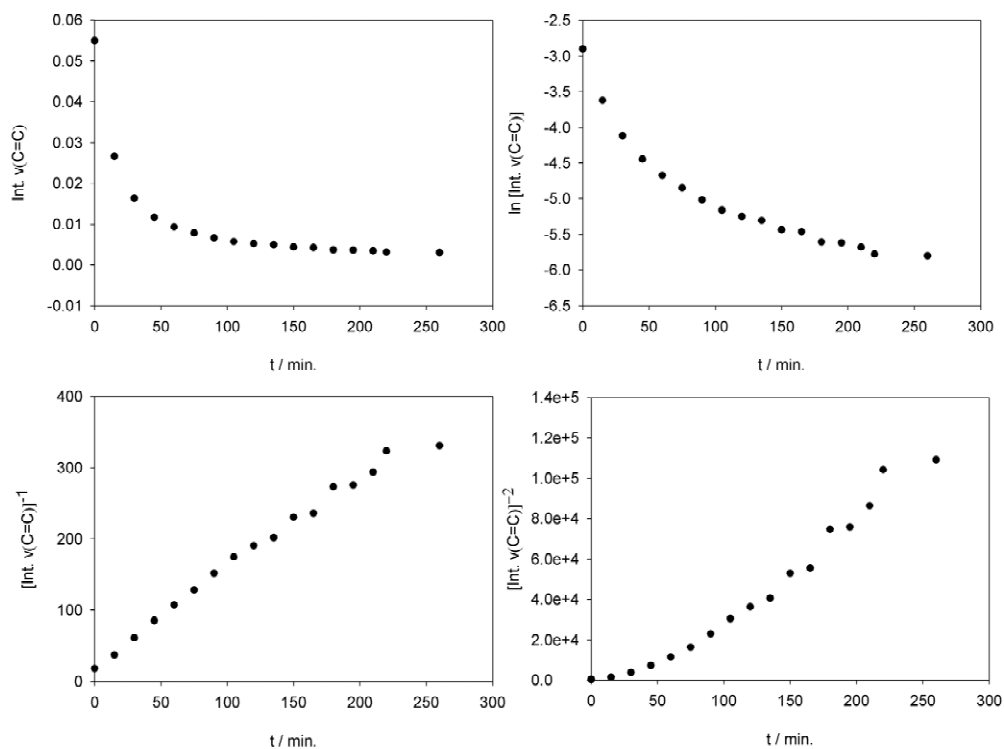 0.06
0.05
0.04
0.03
0.02
0.01
0.00
-0.01
Int. ν(C=C)
0 50 100 150 200 250 300
t / min.
-2.5
-3.0
-3.5
-4.0
-4.5
-5.0
-5.5
-6.0
-6.5
ln [Int. ν(C=C)]
0 50 100 150 200 250 300
t / min.
400
300
200
100
0
[Int. ν(C=C)]⁻¹
0 50 100 150 200 250 300
t / min.
1.4e+5
1.2e+5
1.0e+5
8.0e+4
6.0e+4
4.0e+4
2.0e+4
0.0
[Int. ν(C=C)]⁻²
0 50 100 150 200 250 300
t / min.